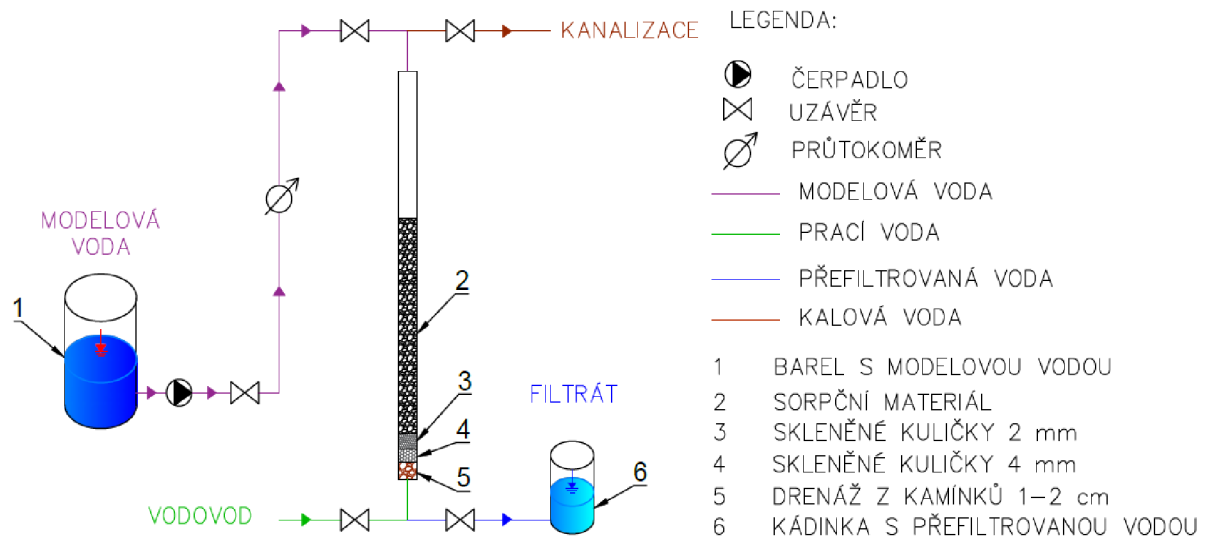 KANALIZACE
MODELOVÁ
VODA
1
2
3
4
5
FILTRÁT
6
VODOVOD
LEGENDA:
ČERPADLO
UZÁVĚR
PRŮTOKOMĚR
MODELOVÁ VODA
PRACÍ VODA
PŘEFILTROVANÁ VODA
KALOVÁ VODA
1 BAREL S MODELOVOU VODOU
2 SORPČNÍ MATERIÁL
3 SKLENĚNÉ KULIČKY 2 mm
4 SKLENĚNÉ KULIČKY 4 mm
5 DRENÁŽ Z KAMÍNKŮ 1–2 cm
6 KÁDINKA S PŘEFILTROVANOU VODOU